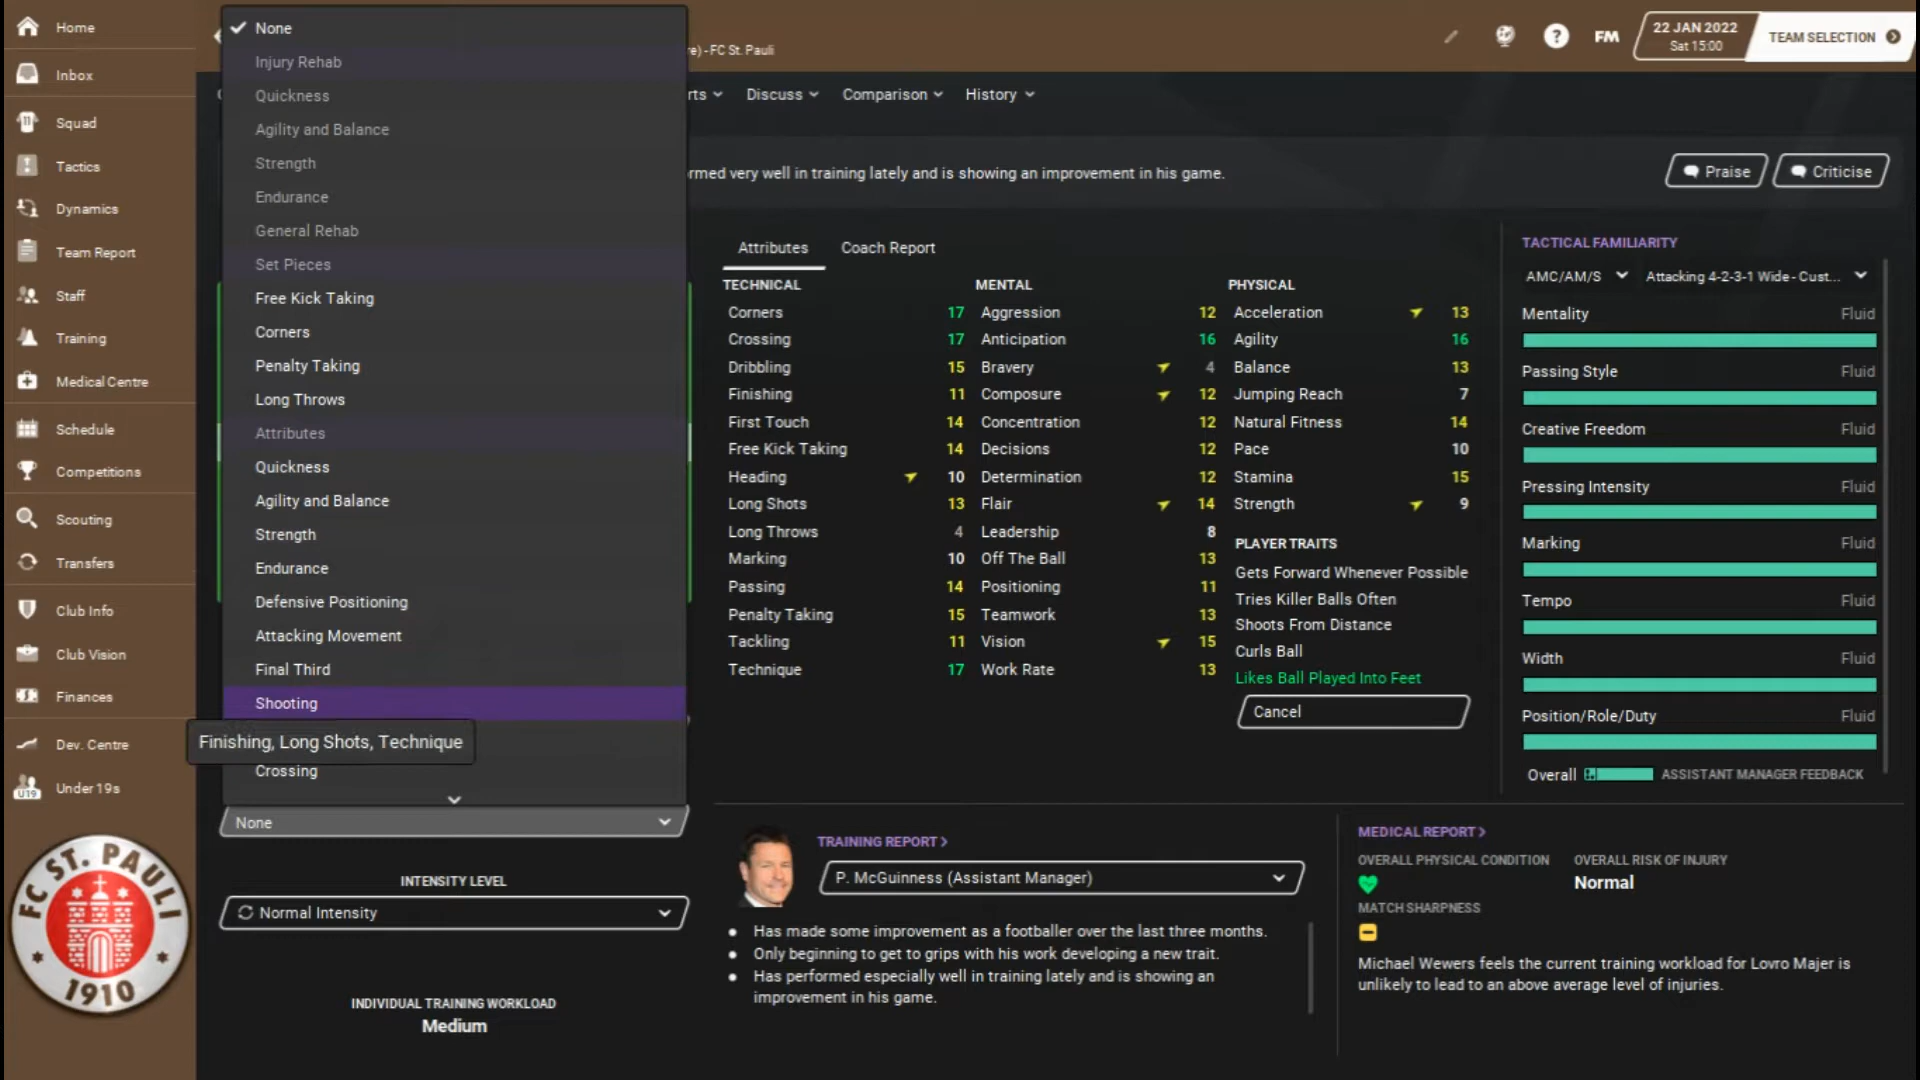 Home
Inbox
Squad
Tactics
Dynamics
Team Report
Staff
Training
Medical Centre
Schedule
Competitions
Scouting
Transfers
Club Info
Club Vision
Finances
Dev. Centre
U19
Under 19s
FC ST. PAULI
1910
None
Injury Rehab
Quickness
Agility and Balance
Strength
Endurance
General Rehab
Set Pieces
Free Kick Taking
Corners
Penalty Taking
Long Throws
Attributes
Quickness
Agility and Balance
Strength
Endurance
Defensive Positioning
Attacking Movement
Final Third
Shooting
Finishing, Long Shots, Technique
Crossing
None
INTENSITY LEVEL
Normal Intensity
INDIVIDUAL TRAINING WORKLOAD
Medium
e) - FC St. Pauli
FM
22 JAN 2022
Sat 15:00
TEAM SELECTION
rts
Discuss
Comparison
History
rmed very well in training lately and is showing an improvement in his game.
Praise
Criticise
Attributes
Coach Report
TECHNICAL
Corners 17
Crossing 17
Dribbling 15
Finishing 11
First Touch 14
Free Kick Taking 14
Heading 10
Long Shots 13
Long Throws 4
Marking 10
Passing 14
Penalty Taking 15
Tackling 11
Technique 17
MENTAL
Aggression 12
Anticipation 16
Bravery 4
Composure 12
Concentration 12
Decisions 12
Determination 12
Flair 14
Leadership 8
Off The Ball 13
Positioning 11
Teamwork 13
Vision 15
Work Rate 13
PHYSICAL
Acceleration 13
Agility 16
Balance 13
Jumping Reach 7
Natural Fitness 14
Pace 10
Stamina 15
Strength 9
PLAYER TRAITS
Gets Forward Whenever Possible
Tries Killer Balls Often
Shoots From Distance
Curls Ball
Likes Ball Played Into Feet
Cancel
TACTICAL FAMILIARITY
AMC/AM/S
Attacking 4-2-3-1 Wide - Cust...
Mentality Fluid
Passing Style Fluid
Creative Freedom Fluid
Pressing Intensity Fluid
Marking Fluid
Tempo Fluid
Width Fluid
Position/Role/Duty Fluid
Overall
ASSISTANT MANAGER FEEDBACK
TRAINING REPORT >
P. McGuinness (Assistant Manager)
• Has made some improvement as a footballer over the last three months.
• Only beginning to get to grips with his work developing a new trait.
• Has performed especially well in training lately and is showing an
improvement in his game.
MEDICAL REPORT >
OVERALL PHYSICAL CONDITION
OVERALL RISK OF INJURY
Normal
MATCH SHARPNESS
Michael Wewers feels the current training workload for Lovro Majer is
unlikely to lead to an above average level of injuries.